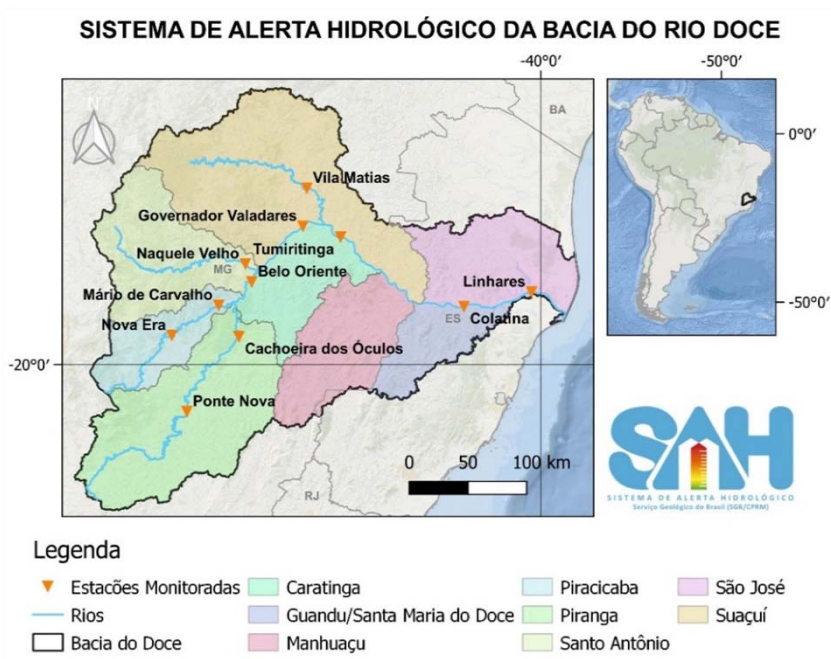 SISTEMA DE ALERTA HIDROLÓGICO DA BACIA DO RIO DOCE
-40°0'
-50°0'
N
BA
0°0'
Vila Matias
Governador Valadares
Naquele Velho
Tumiritinga
MG
Belo Oriente
Mário de Carvalho
Linhares
Nova Era
ES
Colatina
-50°0'
-20°0'
Cachoeira dos Óculos
Ponte Nova
0 50 100 km
RJ
SAH
SISTEMA DE ALERTA HIDROLÓGICO
Serviço Geológico do Brasil (SGB/CPRM)
Legenda
Estacões Monitoradas
Caratinga
Piracicaba
São José
Rios
Guandu/Santa Maria do Doce
Piranga
Suaçuí
Bacia do Doce
Manhuaçu
Santo Antônio